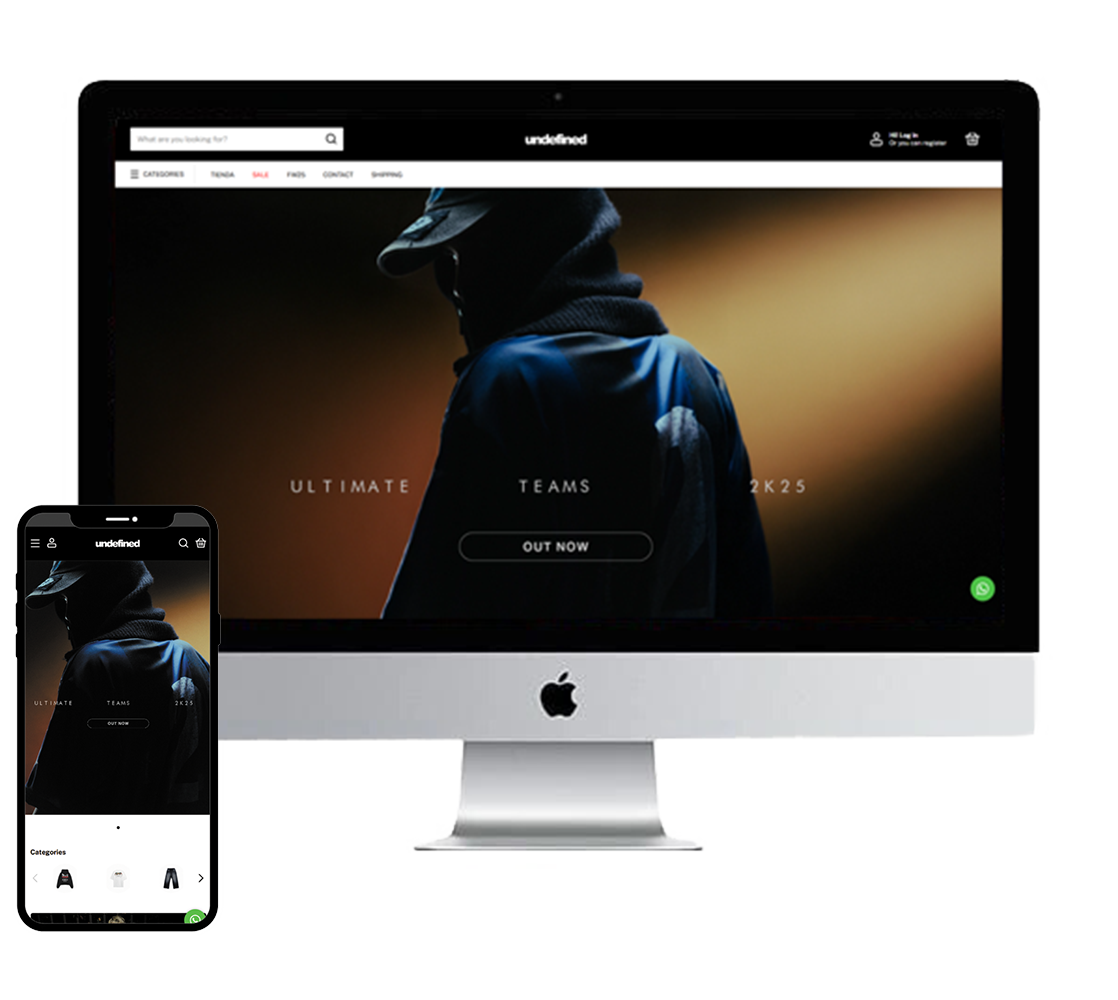 What are you looking for?
undefined
Hi! Log in
Or you can register
CATEGORIES TIENDA SALE FWDS CONTACT SHIPPING
ULTIMATE TEAMS 2K25
OUT NOW
undefined
ULTIMATE TEAMS 2K25
OUT NOW
Categories